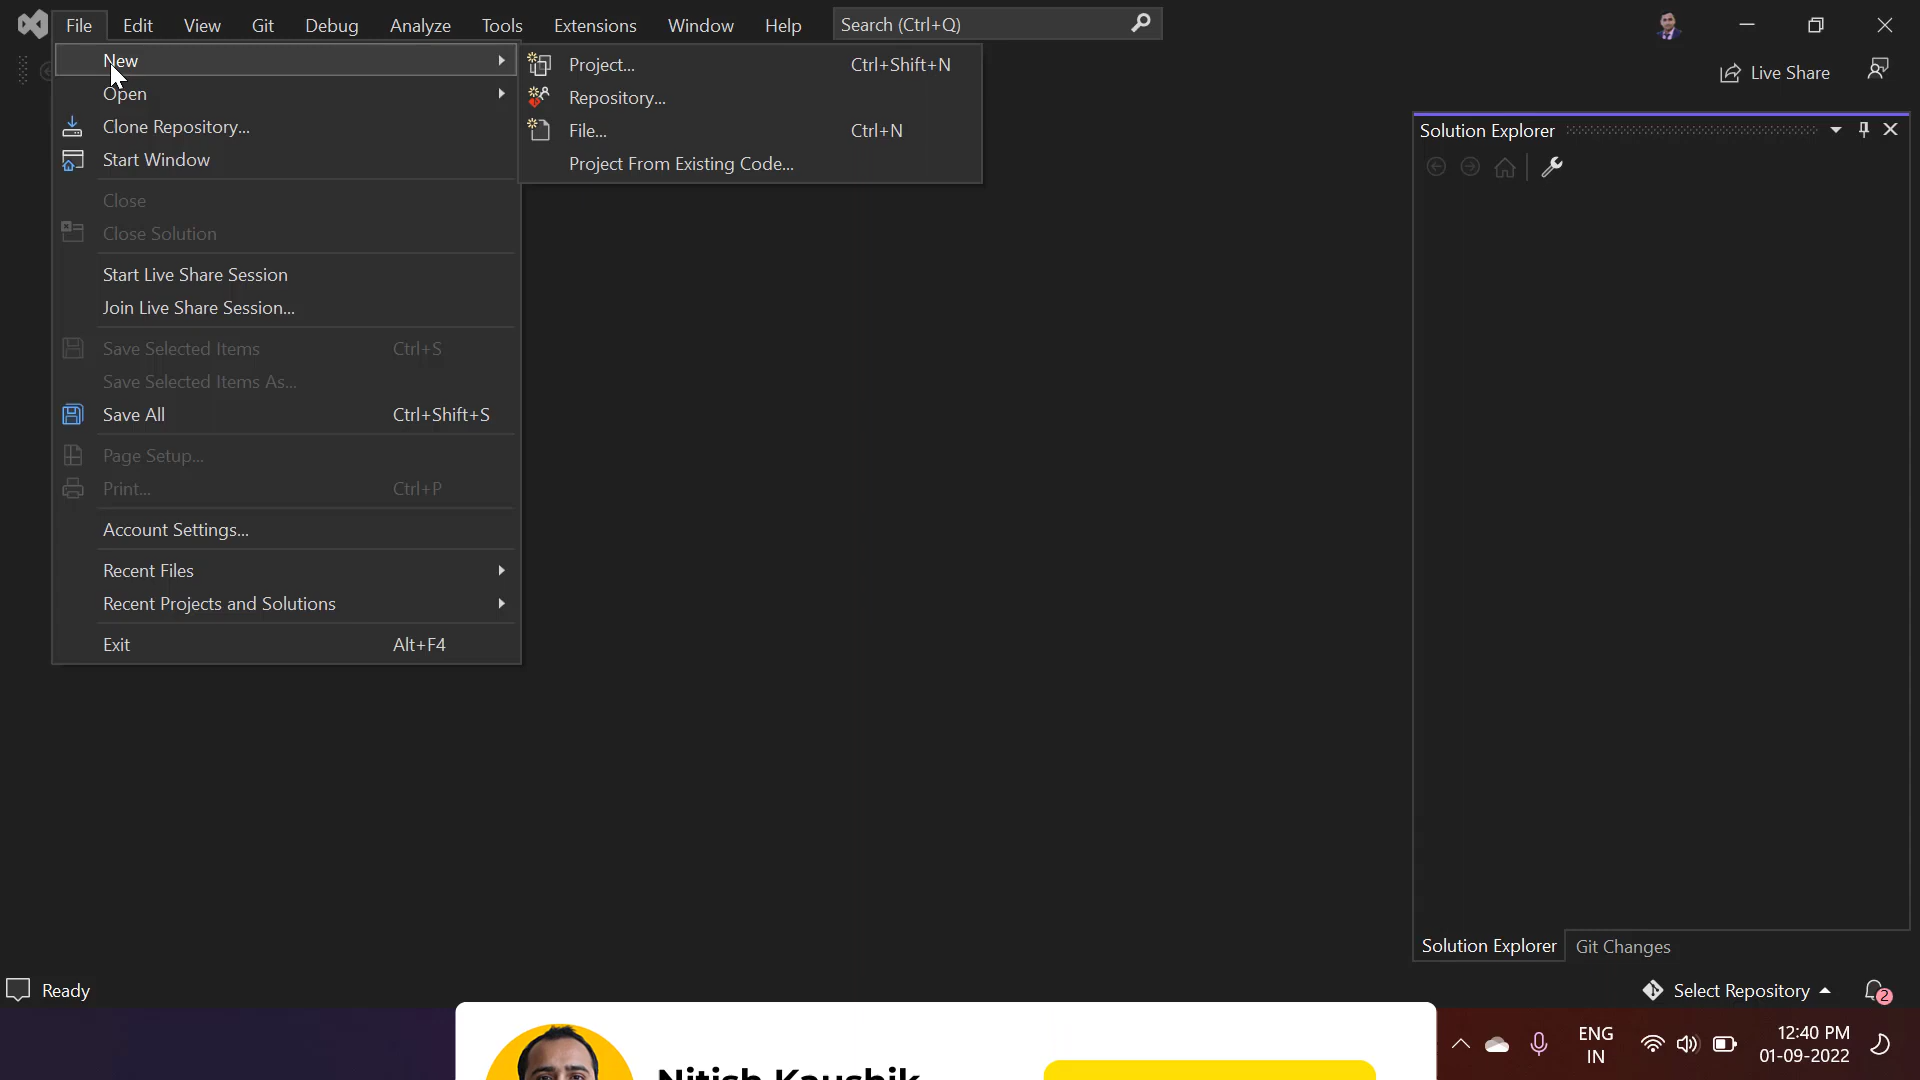 File Edit View Git Debug Analyze Tools Extensions Window Help Search (Ctrl+Q)
New
Open
Clone Repository...
Start Window
Close
Close Solution
Start Live Share Session
Join Live Share Session...
Save Selected Items Ctrl+S
Save Selected Items As...
Save All Ctrl+Shift+S
Page Setup...
Print... Ctrl+P
Account Settings...
Recent Files
Recent Projects and Solutions
Exit Alt+F4
Project... Ctrl+Shift+N
Repository...
File... Ctrl+N
Project From Existing Code...
Live Share
Solution Explorer
Solution Explorer Git Changes
Ready
Select Repository
2
Nitish Kaushik
ENG
IN
12:40 PM
01-09-2022